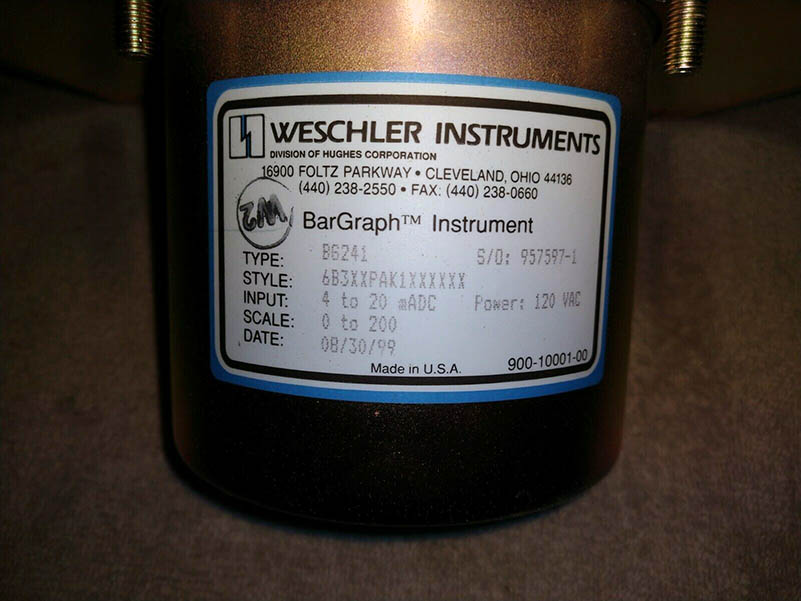 WESCHLER INSTRUMENTS
DIVISION OF HUGHES CORPORATION
16900 FOLTZ PARKWAY • CLEVELAND, OHIO 44136
(440) 238-2550 • FAX: (440) 238-0660
W2
BarGraph™ Instrument
TYPE: BG241 S/O: 957597-1
STYLE: 6B3XXPAK1XXXXXX
INPUT: 4 to 20 mADC Power: 120 VAC
SCALE: 0 to 200
DATE: 08/30/99
Made in U.S.A. 900-10001-00